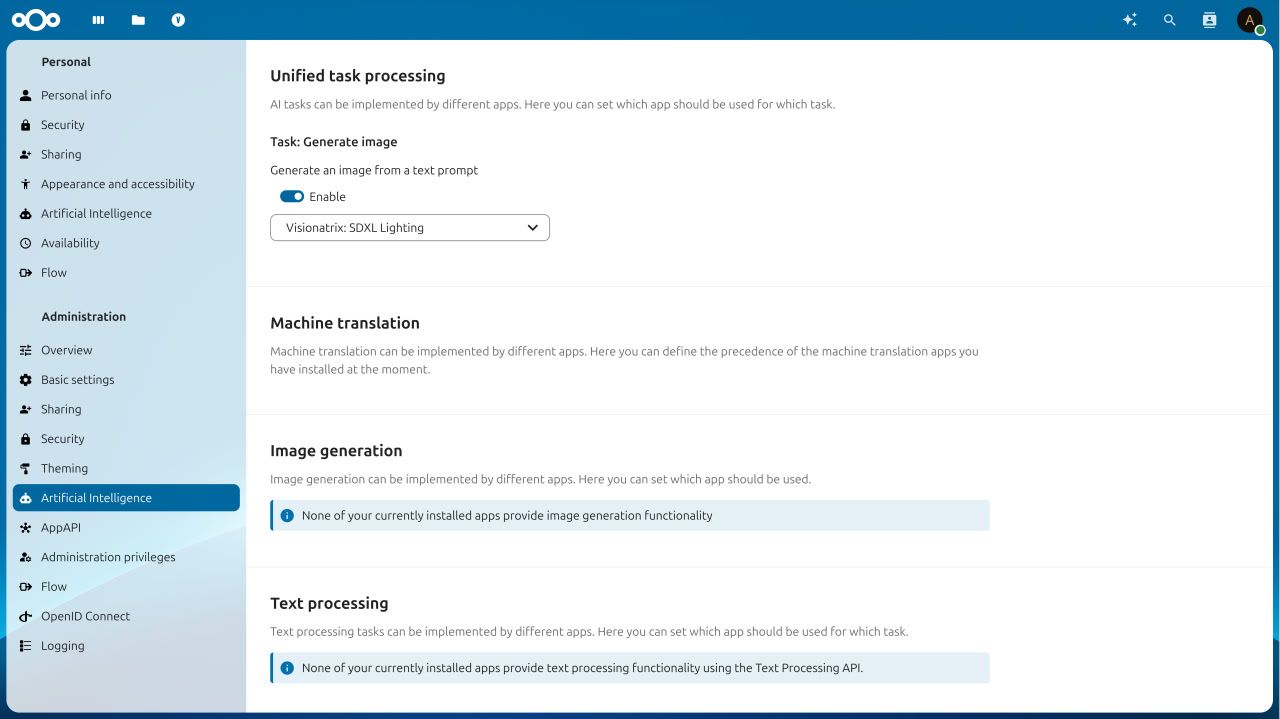 V
A
Personal
Personal info
Security
Sharing
Appearance and accessibility
Artificial Intelligence
Availability
Flow
Administration
Overview
Basic settings
Sharing
Security
Theming
Artificial Intelligence
AppAPI
Administration privileges
Flow
OpenID Connect
Logging
Unified task processing
AI tasks can be implemented by different apps. Here you can set which app should be used for which task.
Task: Generate image
Generate an image from a text prompt
Enable
Visionatrix: SDXL Lighting
Machine translation
Machine translation can be implemented by different apps. Here you can define the precedence of the machine translation apps you
have installed at the moment.
Image generation
Image generation can be implemented by different apps. Here you can set which app should be used.
None of your currently installed apps provide image generation functionality
Text processing
Text processing tasks can be implemented by different apps. Here you can set which app should be used for which task.
None of your currently installed apps provide text processing functionality using the Text Processing API.